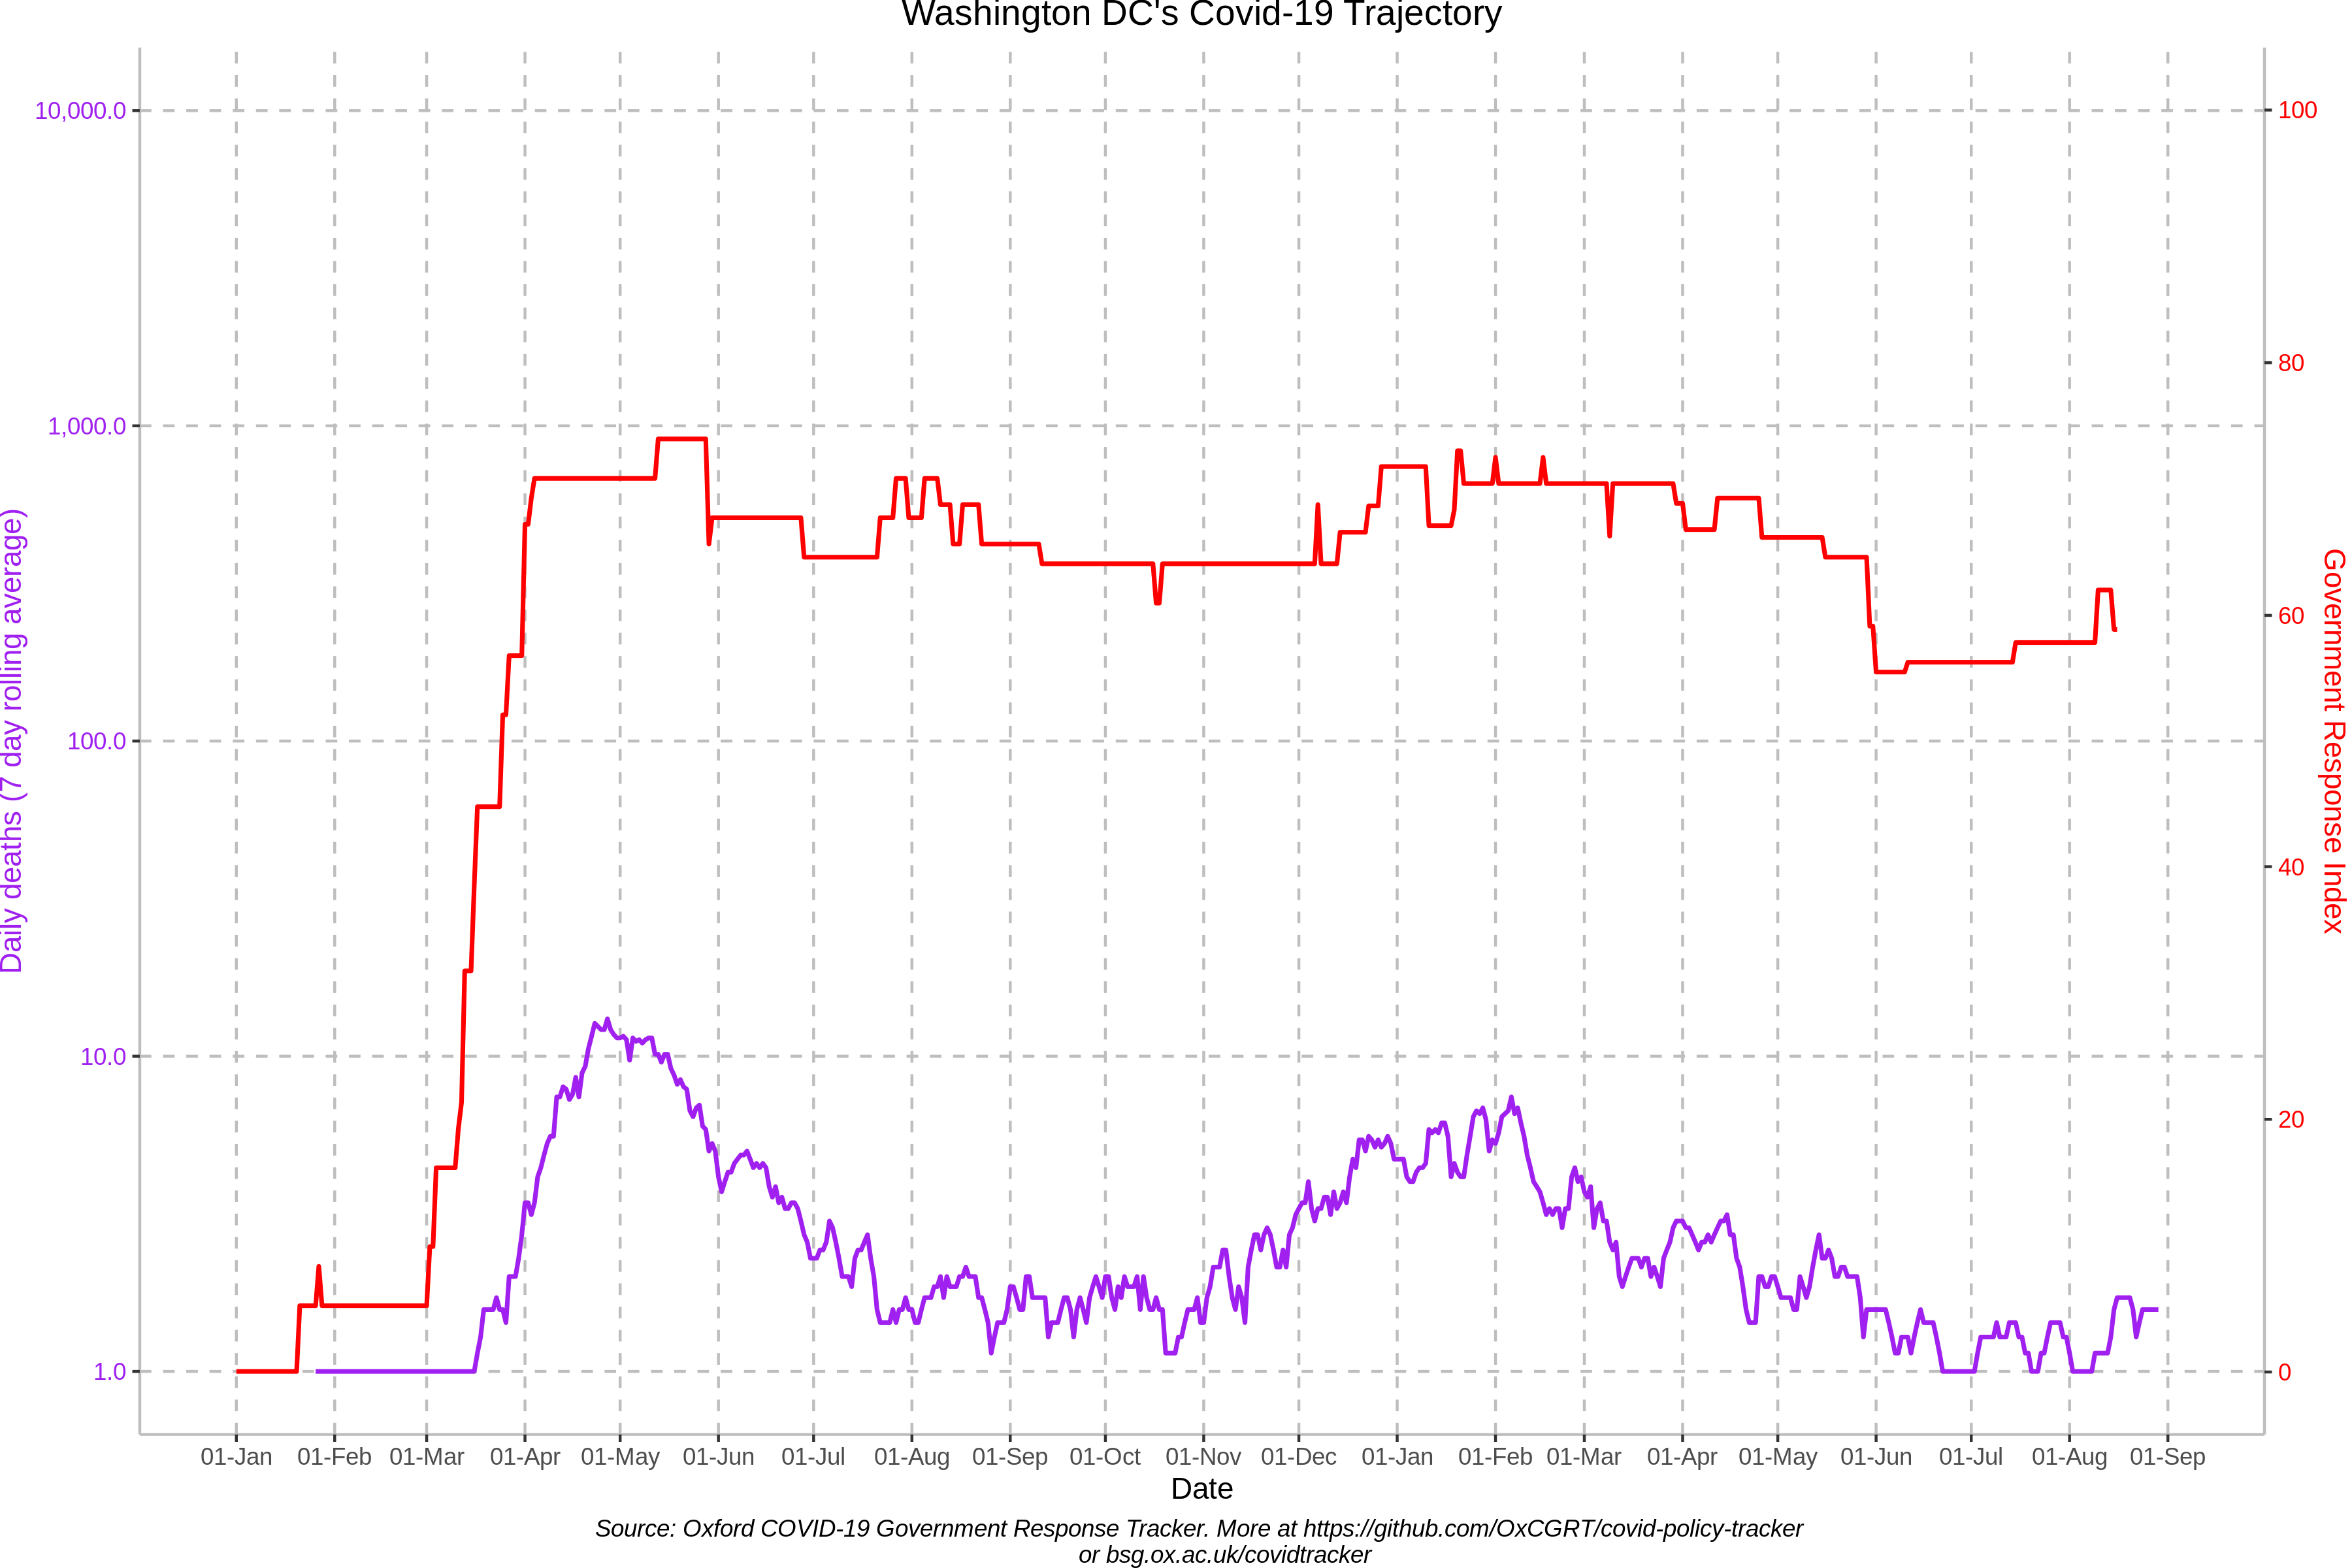 Washington DC's Covid-19 Trajectory
10,000.0
1,000.0
100.0
10.0
1.0
Daily deaths (7 day rolling average)
100
80
60
40
20
0
Government Response Index
01-Jan 01-Feb 01-Mar 01-Apr 01-May 01-Jun 01-Jul 01-Aug 01-Sep 01-Oct 01-Nov 01-Dec 01-Jan 01-Feb 01-Mar 01-Apr 01-May 01-Jun 01-Jul 01-Aug 01-Sep
Date
Source: Oxford COVID-19 Government Response Tracker. More at https://github.com/OxCGRT/covid-policy-tracker
or bsg.ox.ac.uk/covidtracker